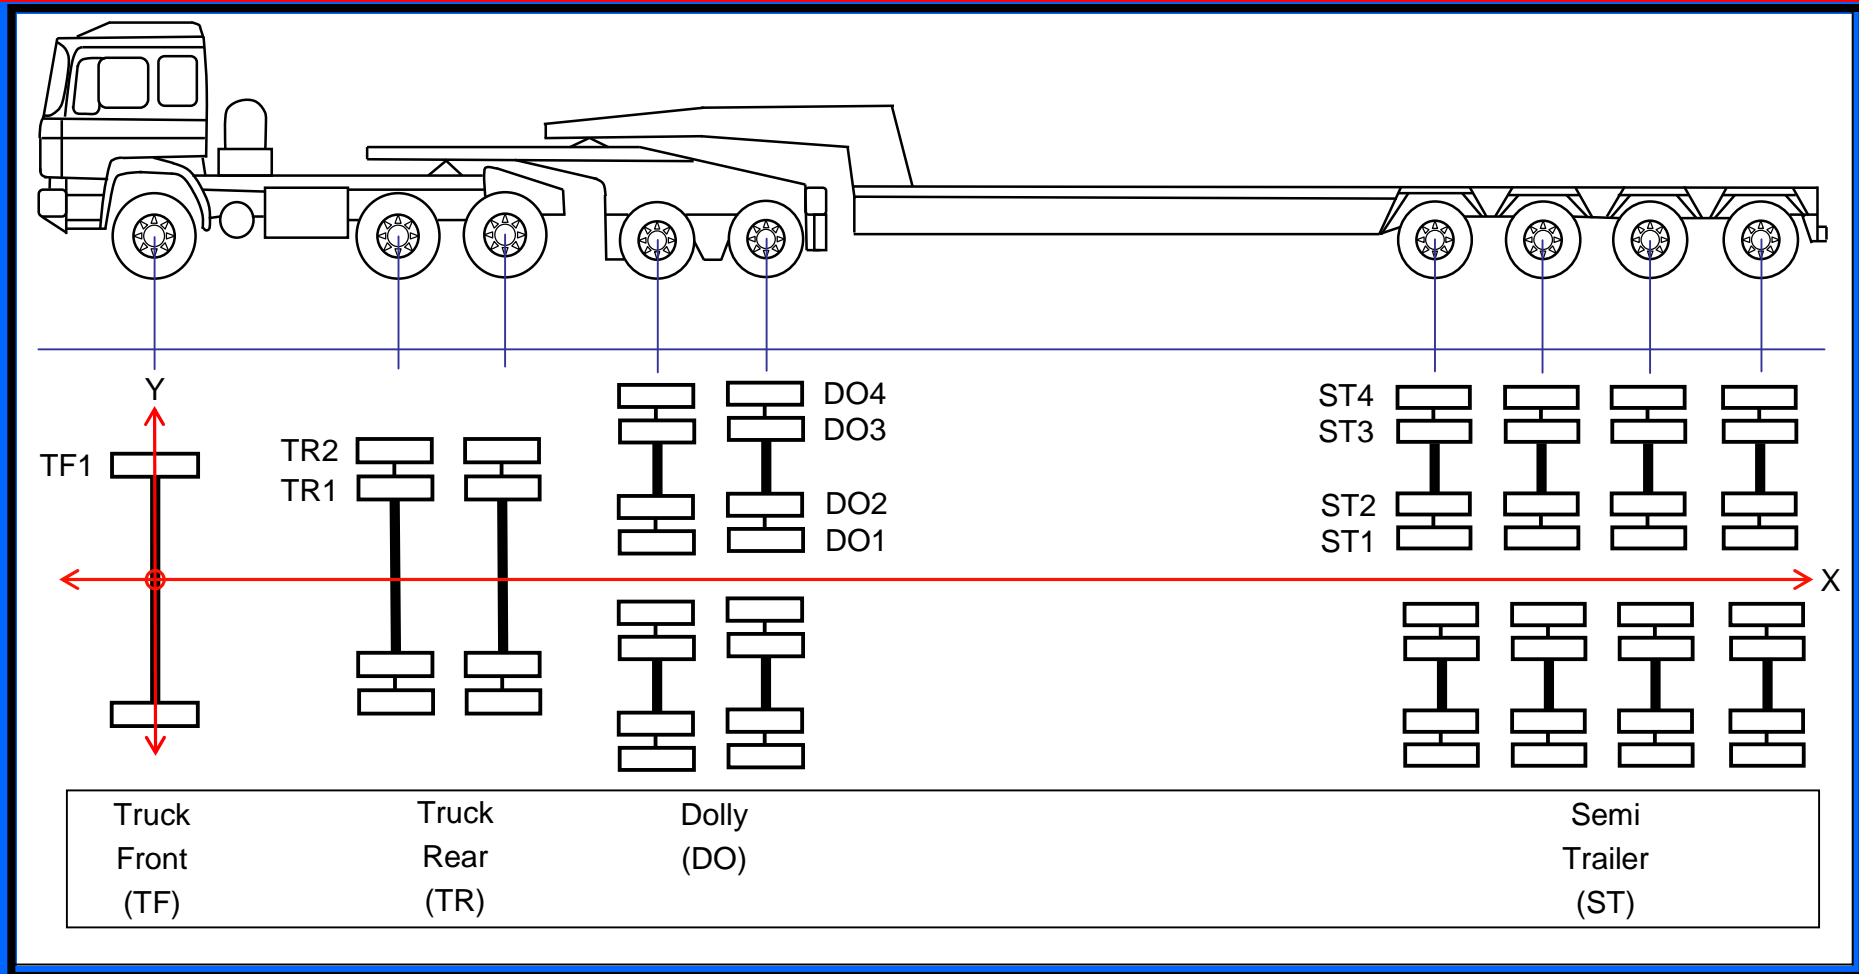 Y
DO4
ST4
DO3
ST3
TF1
TR2
TR1
DO2
ST2
DO1
ST1
X
Truck
Front
(TF)
Truck
Rear
(TR)
Dolly
(DO)
Semi
Trailer
(ST)